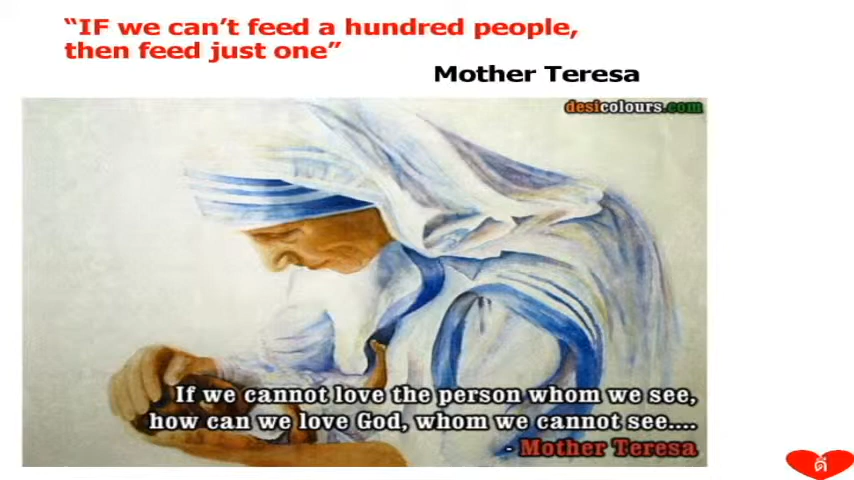 “IF we can’t feed a hundred people,
then feed just one”
Mother Teresa
desicolours.com
If we cannot love the person whom we see,
how can we love God, whom we cannot see....
- Mother Teresa
ดี